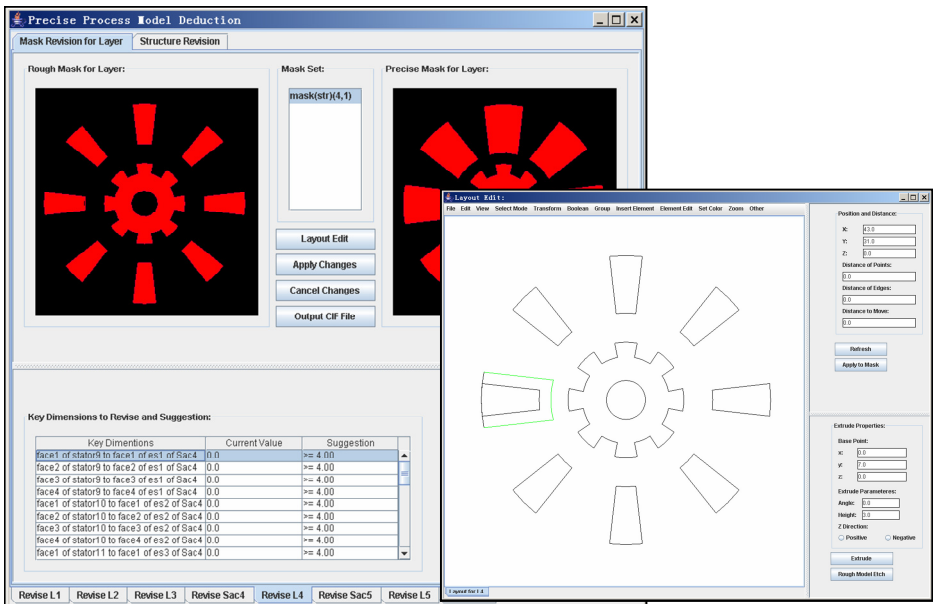 Precise Process Model Deduction
Mask Revision for Layer Structure Revision
Rough Mask for Layer:
Mask Set:
Precise Mask for Layer:
mask(str)(4,1)
Layout Edit
Apply Changes
Cancel Changes
Output CIF File
Key Dimensions to Revise and Suggestion:
Key Dimentions Current Value Suggestion
face1 of stator9 to face1 of es1 of Sac4 0.0 >= 4.00
face2 of stator9 to face2 of es1 of Sac4 0.0 >= 4.00
face3 of stator9 to face3 of es1 of Sac4 0.0 >= 4.00
face4 of stator9 to face4 of es1 of Sac4 0.0 >= 4.00
face1 of stator10 to face1 of es2 of Sac4 0.0 >= 4.00
face2 of stator10 to face2 of es2 of Sac4 0.0 >= 4.00
face3 of stator10 to face3 of es2 of Sac4 0.0 >= 4.00
face4 of stator10 to face4 of es2 of Sac4 0.0 >= 4.00
face1 of stator11 to face1 of es3 of Sac4 0.0 >= 4.00
Revise L1 Revise L2 Revise L3 Revise Sac4 Revise L4 Revise Sac5 Revise L5
Layout Edit:
File Edit View Select Mode Transform Boolean Group Insert Element Element Edit Set Color Zoom Other
Position and Distance:
X: 43.0
Y: 31.0
Z: 0.0
Distance of Points:
0.0
Distance of Edges:
0.0
Distance to Move:
0.0
Refresh
Apply to Mask
Extrude Properties:
Base Point:
x: 0.0
y: 7.0
z: 0.0
Extrude Parameteres:
Angle: 0.0
Height: 3.0
Z Direction:
Positive Negative
Extrude
Rough Model Etch
Layout for L4